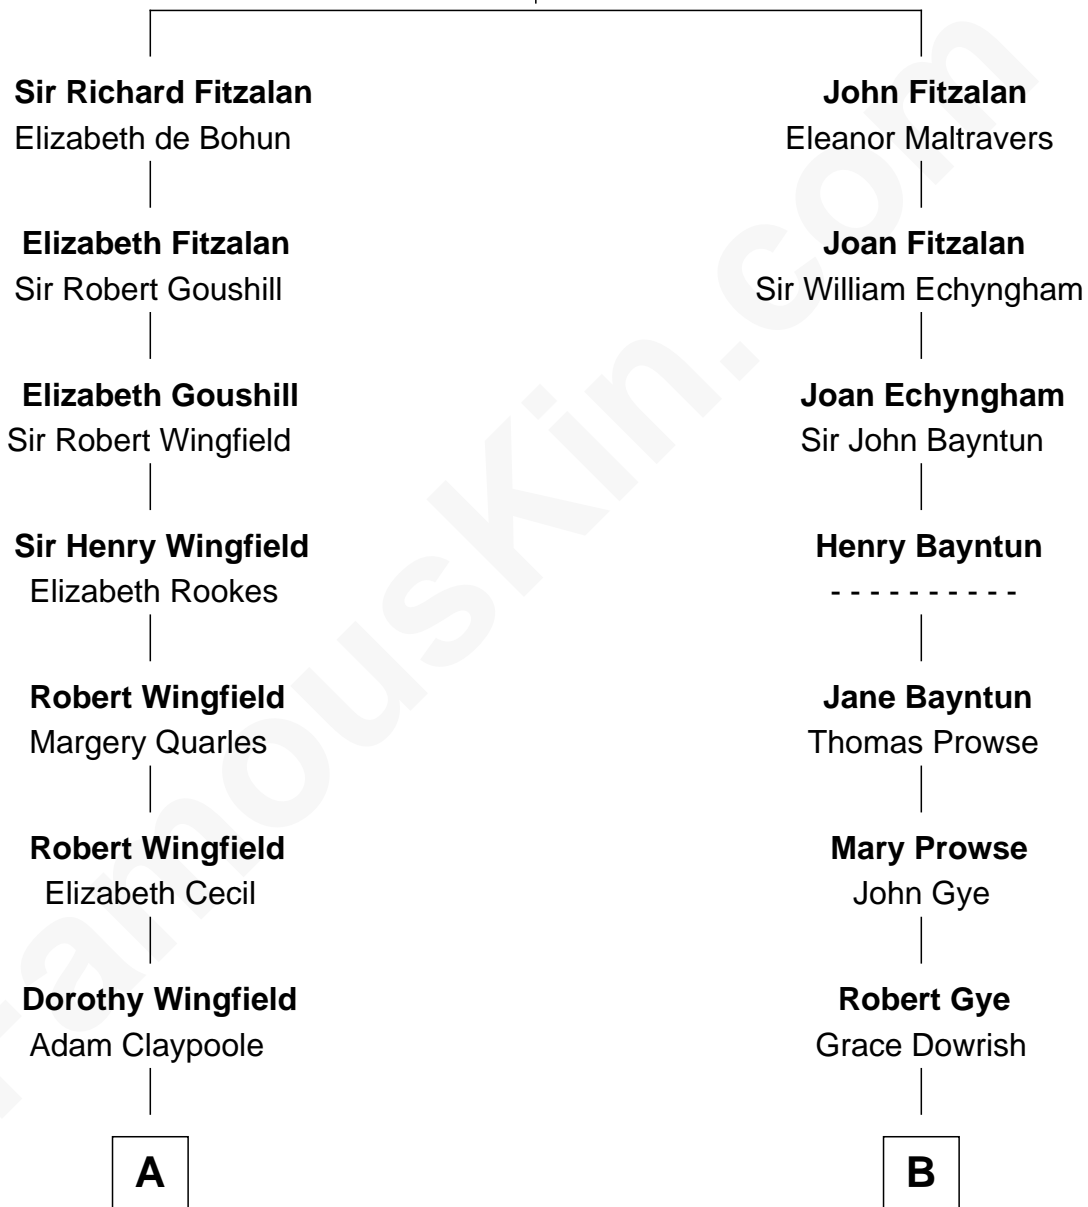 Sir Richard Fitzalan
Elizabeth de Bohun
Elizabeth Fitzalan
Sir Robert Goushill
Elizabeth Goushill
Sir Robert Wingfield
Sir Henry Wingfield
Elizabeth Rookes
Robert Wingfield
Margery Quarles
Robert Wingfield
Elizabeth Cecil
Dorothy Wingfield
Adam Claypoole
A
John Fitzalan
Eleanor Maltravers
Joan Fitzalan
Sir William Echyngham
Joan Echyngham
Sir John Bayntun
Henry Bayntun
- - - - - - - - - -
Jane Bayntun
Thomas Prowse
Mary Prowse
John Gye
Robert Gye
Grace Dowrish
B
FamousKin.com